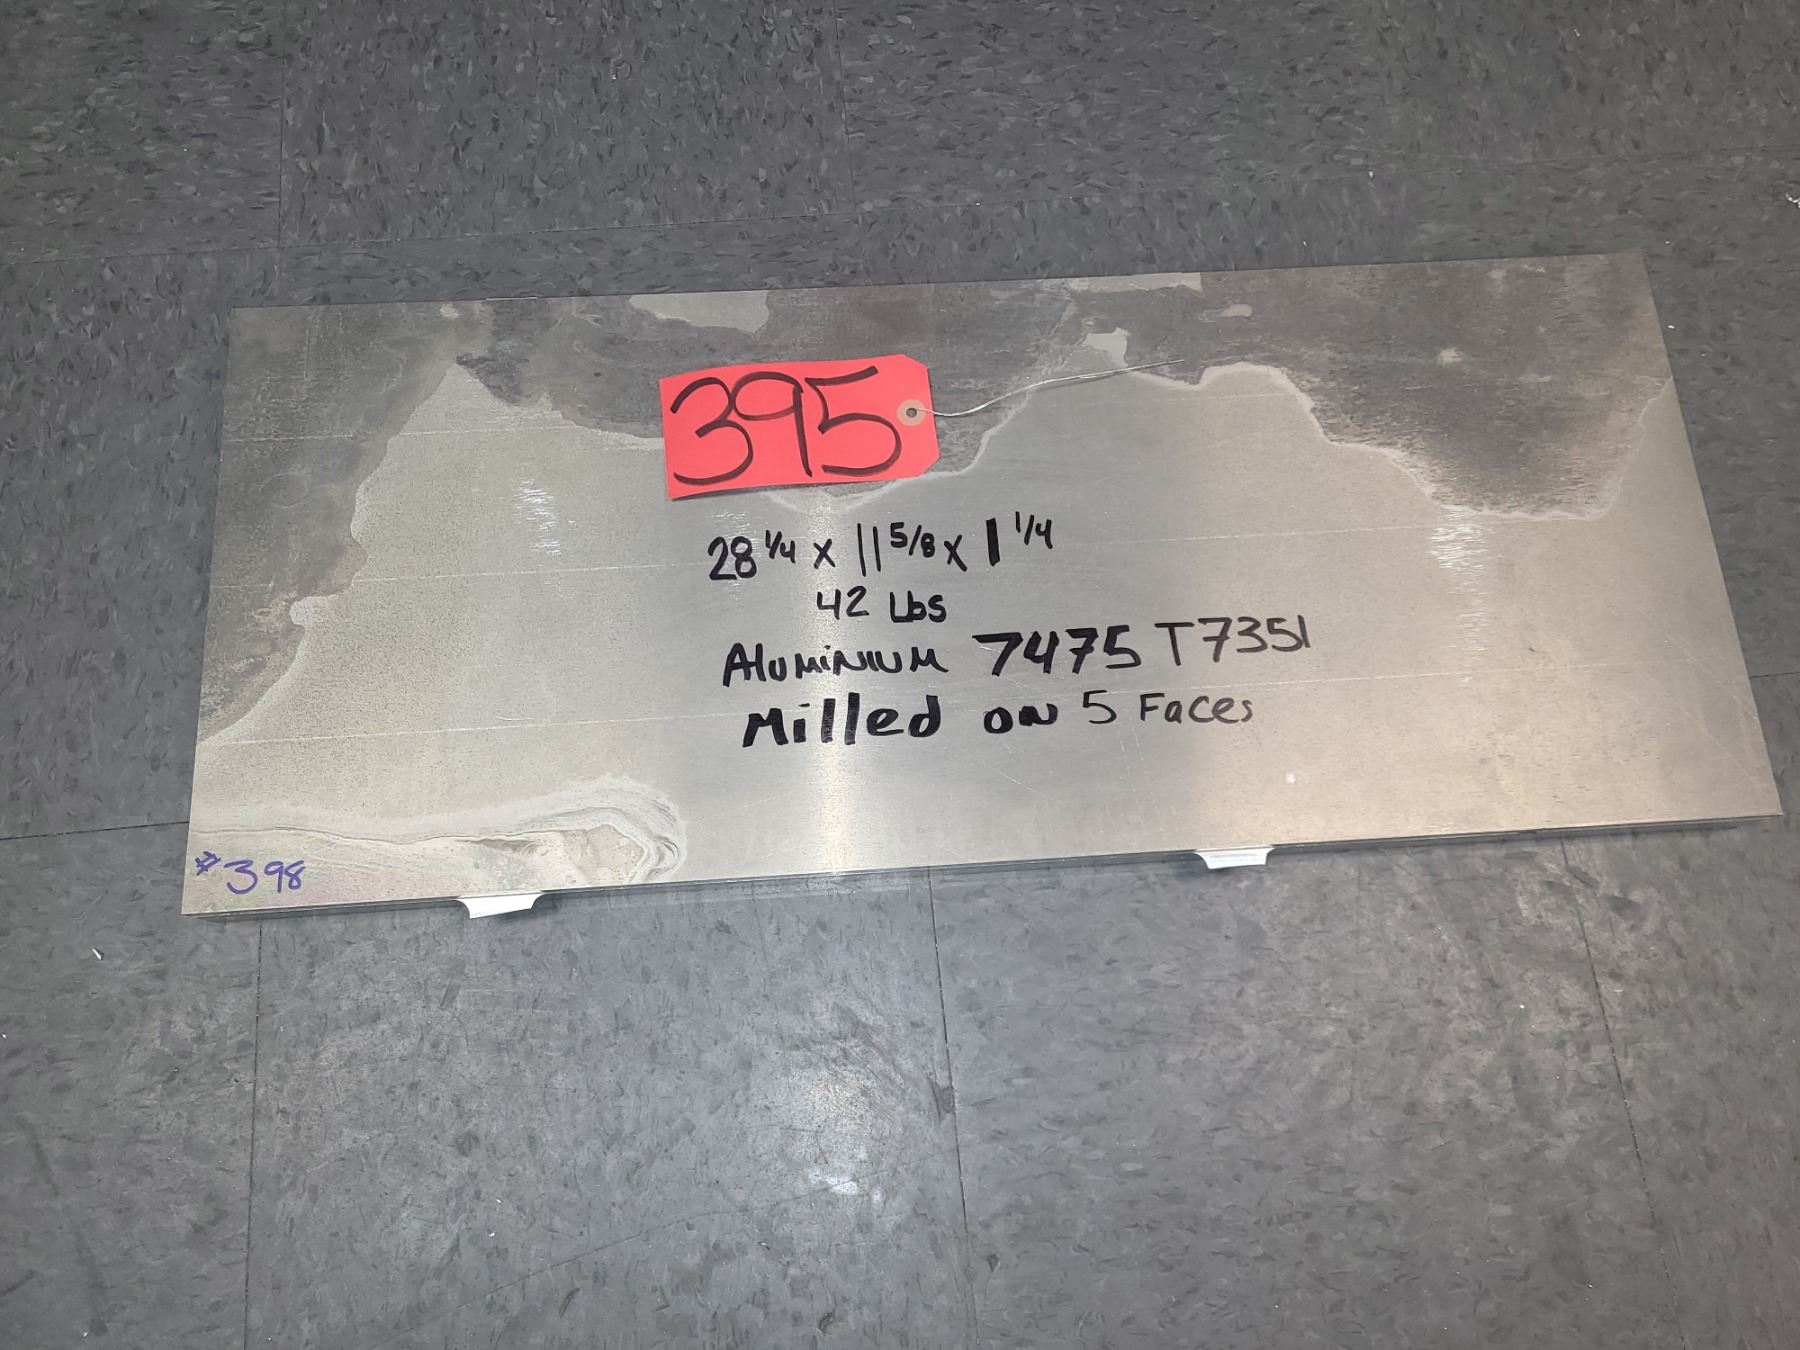 395
28 1/4 x 11 5/8 x 1 1/4
42 Lbs
Aluminium 7475 T7351
Milled on 5 Faces
#398